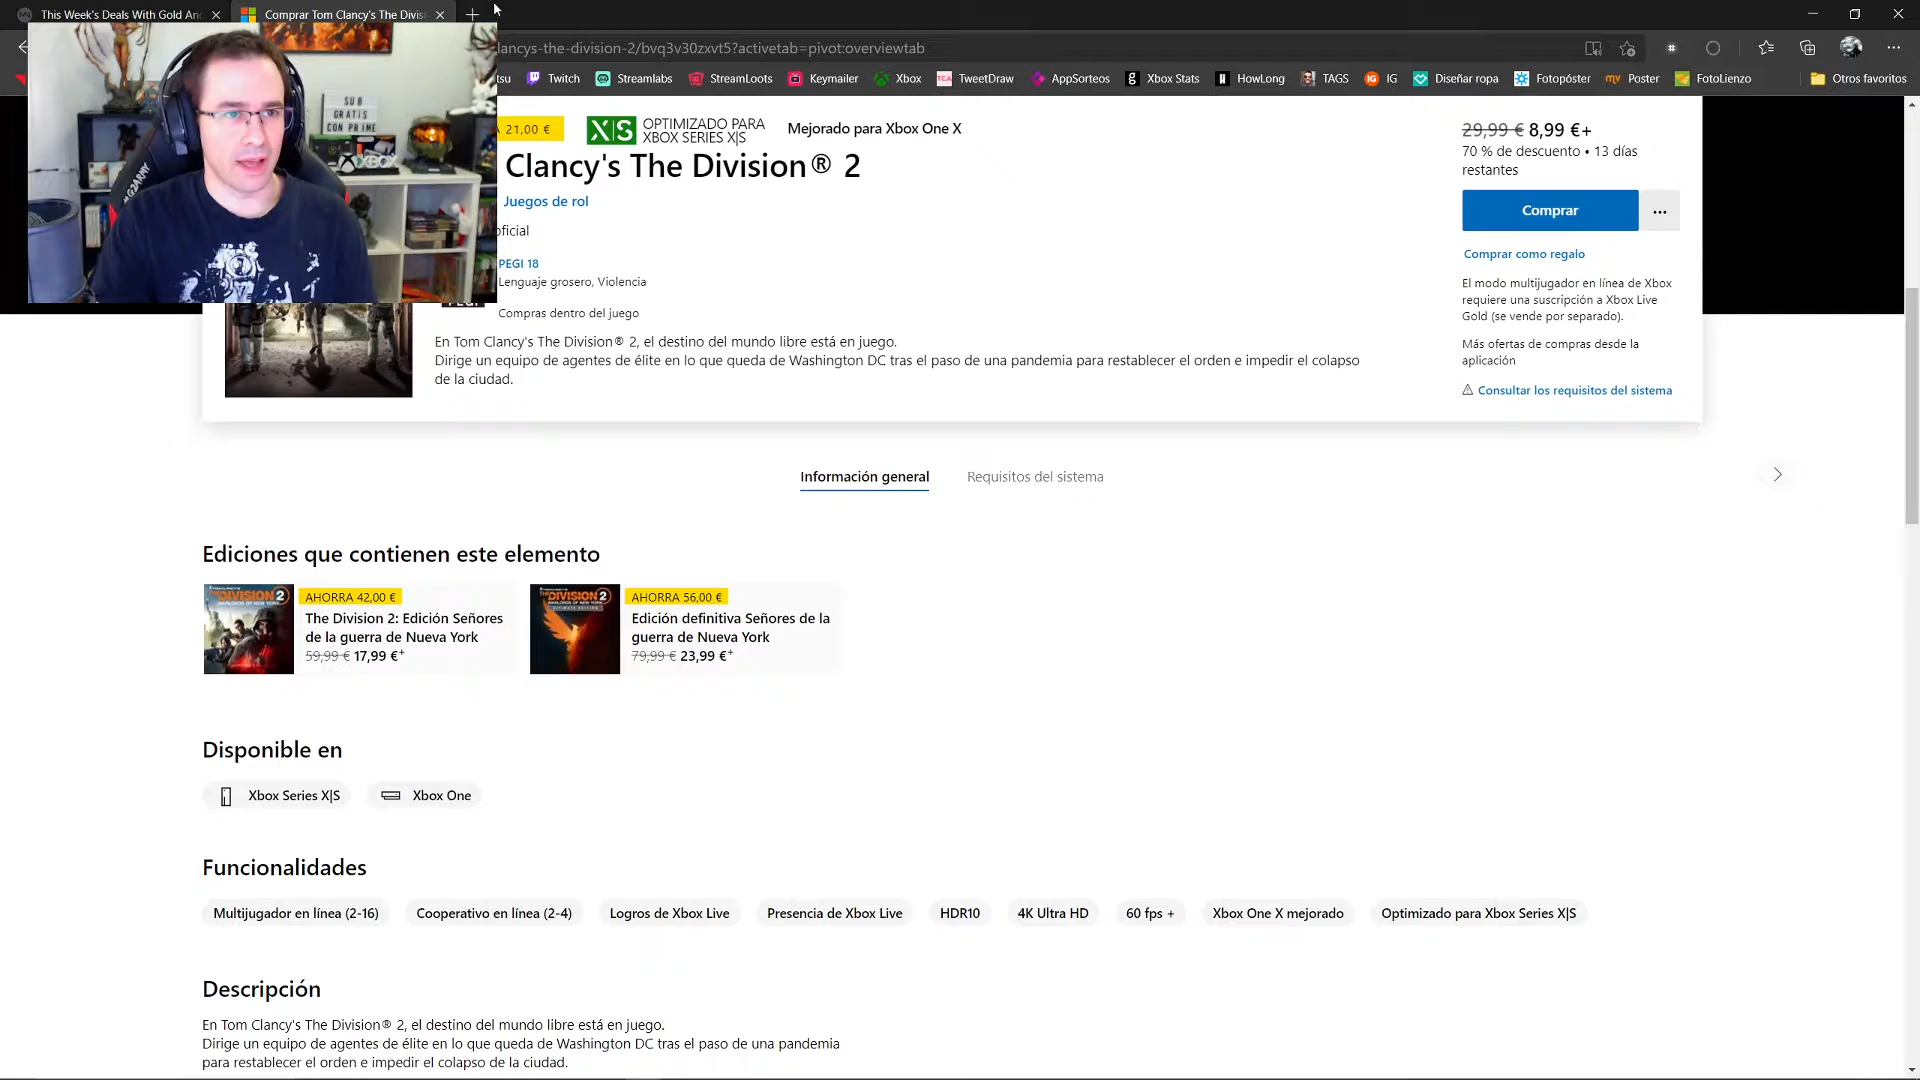 This Week's Deals With Gold An
Comprar Tom Clancy's The Divis
lancys-the-division-2/bvq3v30zxvt5?activetab=pivot:overviewtab
tsu
Twitch
Streamlabs
StreamLoots
Keymailer
Xbox
TweetDraw
AppSorteos
Xbox Stats
HowLong
TAGS
IG
Diseñar ropa
Fotopóster
Poster
FotoLienzo
Otros favoritos
SUB
GRATIS
CON PRIME
XBOX
A 21,00 €
X|S OPTIMIZADO PARA
XBOX SERIES X|S
Mejorado para Xbox One X
Clancy's The Division® 2
Juegos de rol
oficial
PEGI 18
Lenguaje grosero, Violencia
Compras dentro del juego
En Tom Clancy's The Division® 2, el destino del mundo libre está en juego.
Dirige un equipo de agentes de élite en lo que queda de Washington DC tras el paso de una pandemia para restablecer el orden e impedir el colapso
de la ciudad.
29,99 € 8,99 €+
70 % de descuento • 13 días
restantes
Comprar
...
Comprar como regalo
El modo multijugador en línea de Xbox
requiere una suscripción a Xbox Live
Gold (se vende por separado).
Más ofertas de compras desde la
aplicación
Consultar los requisitos del sistema
Información general
Requisitos del sistema
Ediciones que contienen este elemento
AHORRA 42,00 €
The Division 2: Edición Señores
de la guerra de Nueva York
59,99 € 17,99 €+
AHORRA 56,00 €
Edición definitiva Señores de la
guerra de Nueva York
79,99 € 23,99 €+
Disponible en
Xbox Series X|S
Xbox One
Funcionalidades
Multijugador en línea (2-16)
Cooperativo en línea (2-4)
Logros de Xbox Live
Presencia de Xbox Live
HDR10
4K Ultra HD
60 fps +
Xbox One X mejorado
Optimizado para Xbox Series X|S
Descripción
En Tom Clancy's The Division® 2, el destino del mundo libre está en juego.
Dirige un equipo de agentes de élite en lo que queda de Washington DC tras el paso de una pandemia
para restablecer el orden e impedir el colapso de la ciudad.